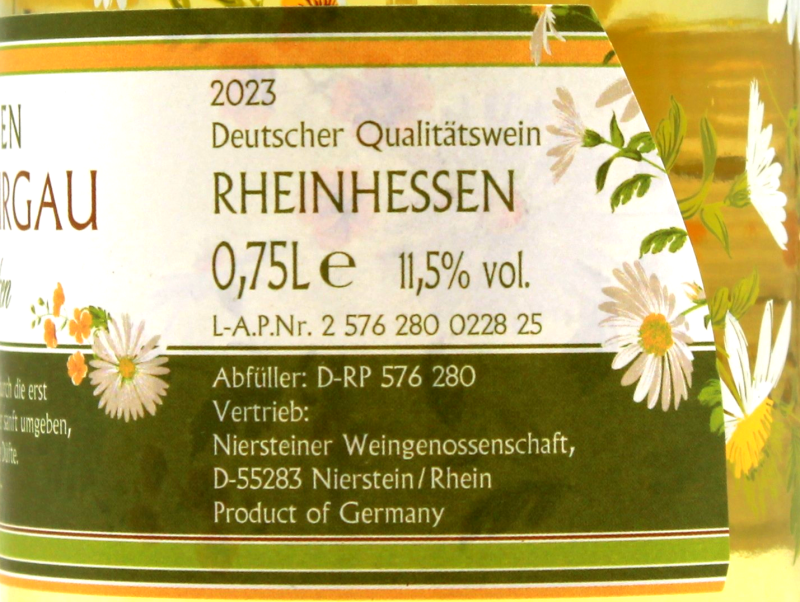 2023
Deutscher Qualitätswein
RHEINHESSEN
0,75L e 11,5% vol.
L-A.P.Nr. 2 576 280 0228 25
EN
RGAU
die erst
sanft umgeben,
Abfüller: D-RP 576 280
Vertrieb:
Niersteiner Weingenossenschaft,
D-55283 Nierstein/Rhein
Product of Germany